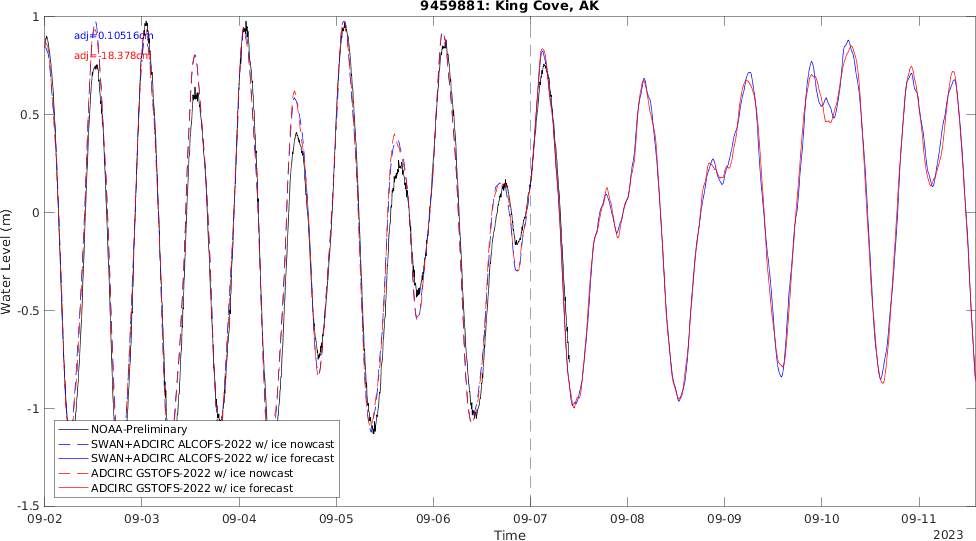 9459881: King Cove, AK
adj=0.10516cm
adj=-18.378cm
1
0.5
0
-0.5
-1
-1.5
Water Level (m)
NOAA-Preliminary
SWAN+ADCIRC ALCOFS-2022 w/ ice nowcast
SWAN+ADCIRC ALCOFS-2022 w/ ice forecast
ADCIRC GSTOFS-2022 w/ ice nowcast
ADCIRC GSTOFS-2022 w/ ice forecast
09-02 09-03 09-04 09-05 09-06 09-07 09-08 09-09 09-10 09-11
Time
2023